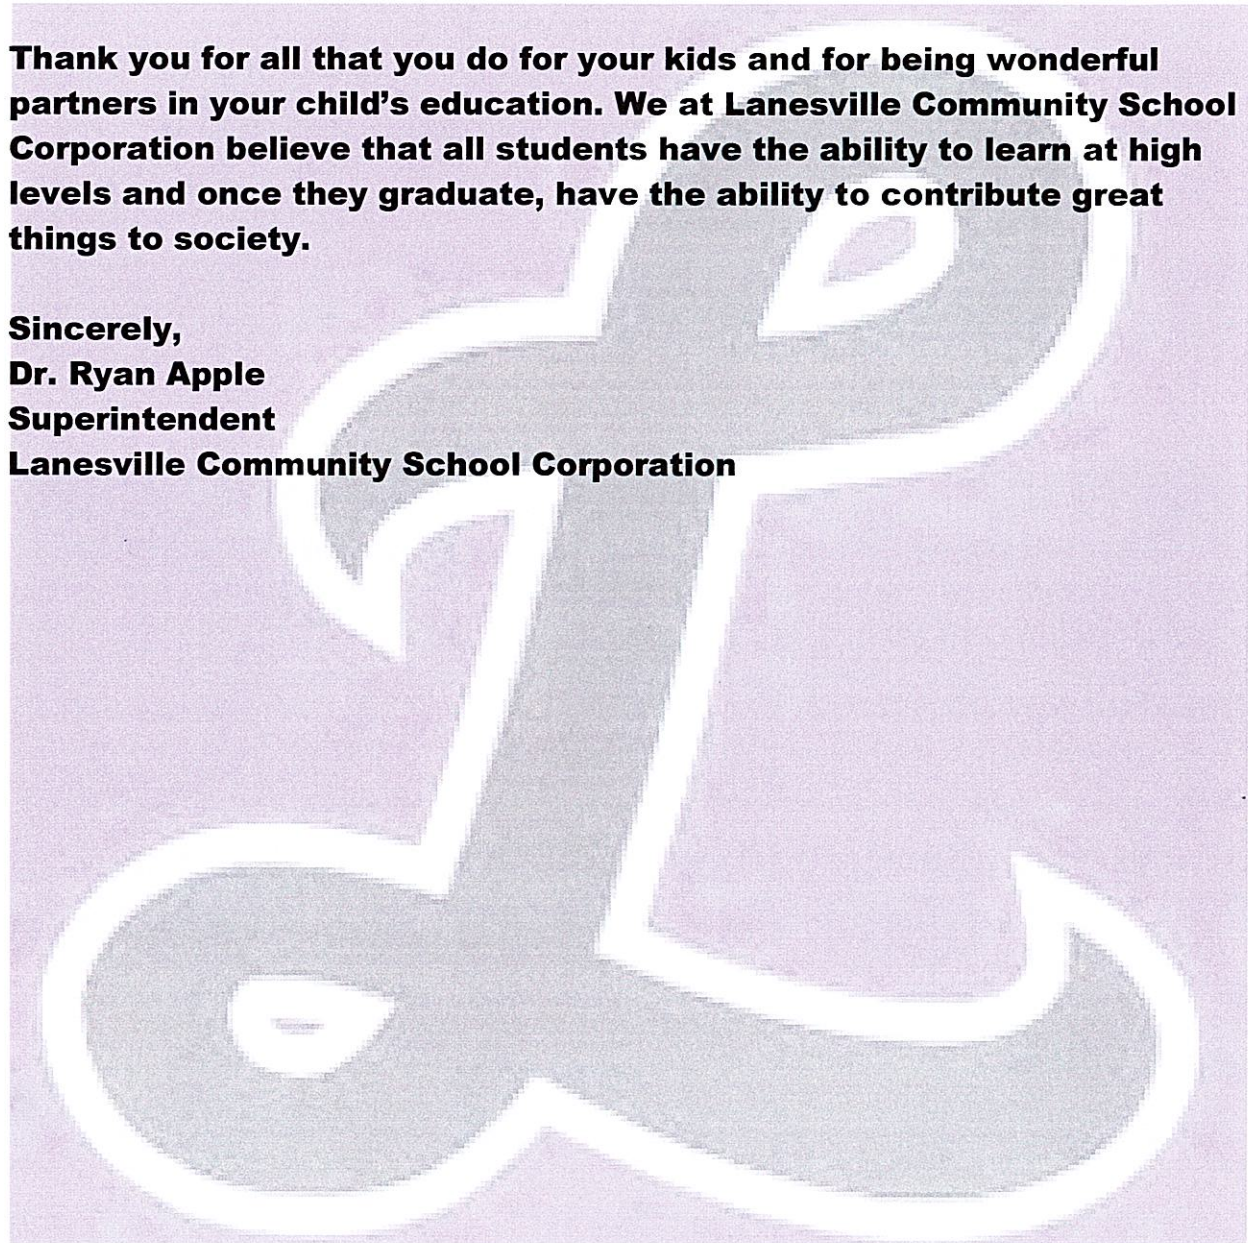 Thank you for all that you do for your kids and for being wonderful
partners in your child’s education. We at Lanesville Community School
Corporation believe that all students have the ability to learn at high
levels and once they graduate, have the ability to contribute great
things to society.
Sincerely,
Dr. Ryan Apple
Superintendent
Lanesville Community School Corporation
L